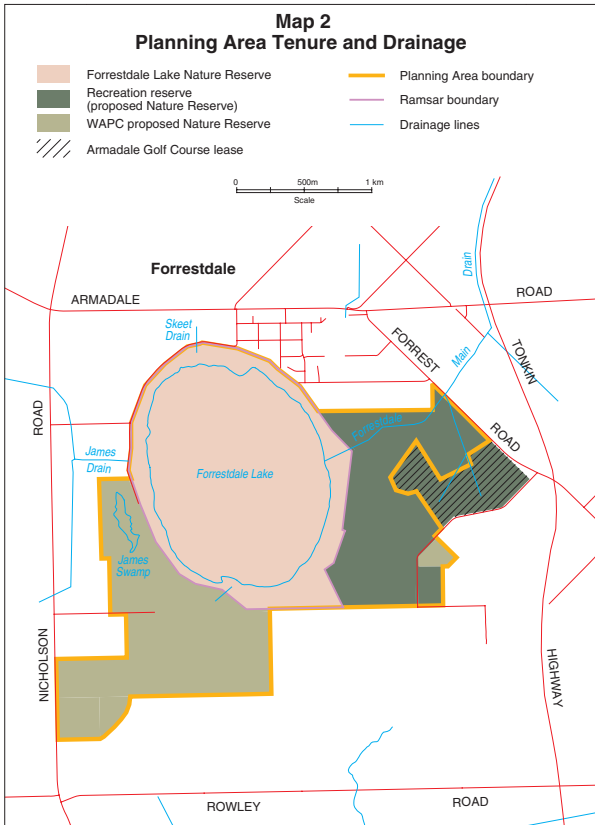 Map 2
Planning Area Tenure and Drainage
Forrestdale Lake Nature Reserve
Recreation reserve
(proposed Nature Reserve)
WAPC proposed Nature Reserve
Armadale Golf Course lease
Planning Area boundary
Ramsar boundary
Drainage lines
0 500m 1 km
Scale
Forrestdale
ARMADALE ROAD
Skeet
Drain
Drain
Main
Forrestdale
FORREST
ROAD
TONKIN
HIGHWAY
ROAD
NICHOLSON
James
Drain
Forrestdale Lake
James
Swamp
ROWLEY ROAD